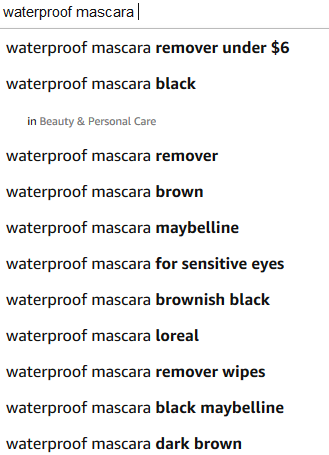 waterproof mascara
waterproof mascara remover under $6
waterproof mascara black
in Beauty & Personal Care
waterproof mascara remover
waterproof mascara brown
waterproof mascara maybelline
waterproof mascara for sensitive eyes
waterproof mascara brownish black
waterproof mascara loreal
waterproof mascara remover wipes
waterproof mascara black maybelline
waterproof mascara dark brown